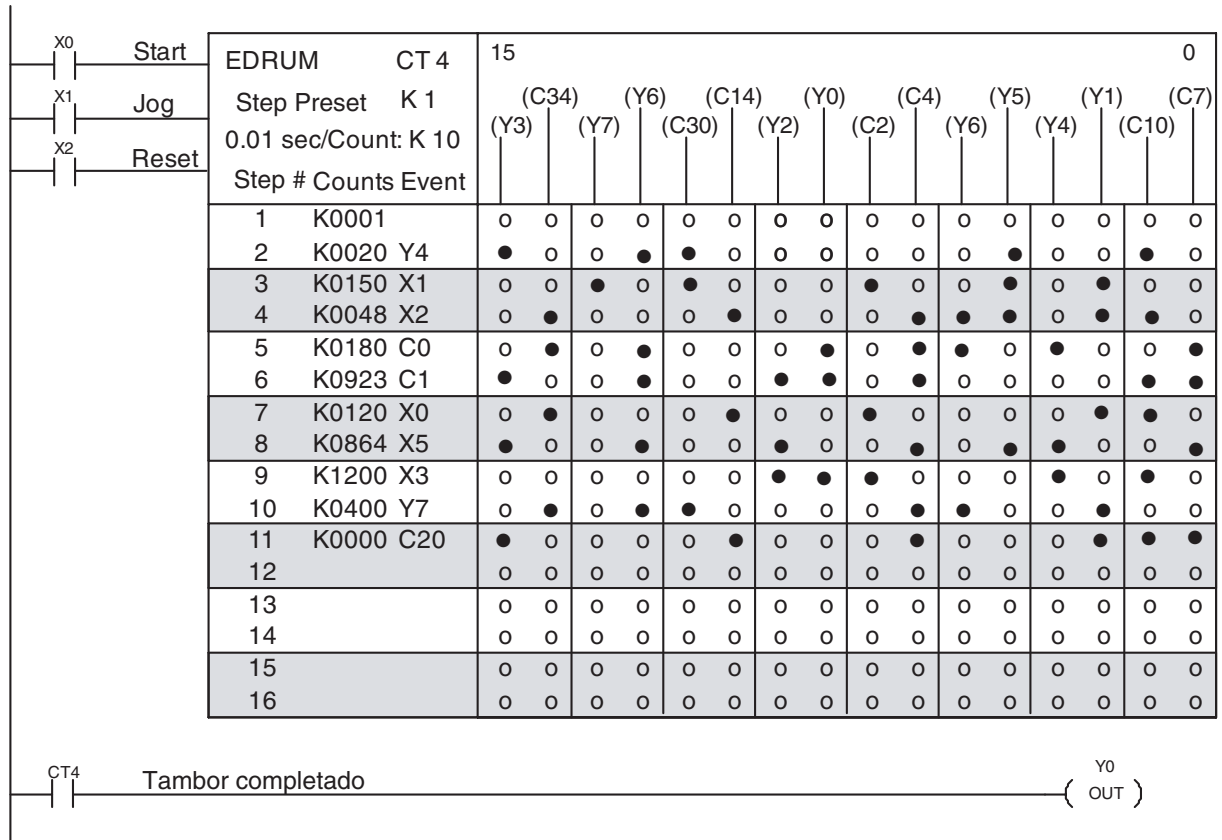 X0 Start
X1 Jog
X2 Reset
EDRUM CT 4
Step Preset K 1
0.01 sec/Count: K 10
Step # Counts Event
15 0
(C34) (Y6) (C14) (Y0) (C4) (Y5) (Y1) (C7)
(Y3) (Y7) (C30) (Y2) (C2) (Y6) (Y4) (C10)
1 K0001 o o o o o o o o o o o o o o o o
2 K0020 Y4 ● o o ● ● o o o o o o ● o o ● o
3 K0150 X1 o o ● o ● o o o ● o o ● o ● o o
4 K0048 X2 o ● o o o ● o o o ● ● ● o ● ● o
5 K0180 C0 o ● o ● o o o ● o ● ● o ● o o ●
6 K0923 C1 ● o o ● o o ● ● o ● o o o o ● ●
7 K0120 X0 o ● o o o ● o o ● o o o o ● ● o
8 K0864 X5 ● o o ● o o ● o o ● o ● ● o o ●
9 K1200 X3 o o o o o o ● ● ● o o o ● o ● o
10 K0400 Y7 o ● o ● ● o o o o ● ● o o ● o o
11 K0000 C20 ● o o o o ● o o o ● o o o ● ● ●
12 o o o o o o o o o o o o o o o o
13 o o o o o o o o o o o o o o o o
14 o o o o o o o o o o o o o o o o
15 o o o o o o o o o o o o o o o o
16 o o o o o o o o o o o o o o o o
CT4 Tambor completado Y0
OUT